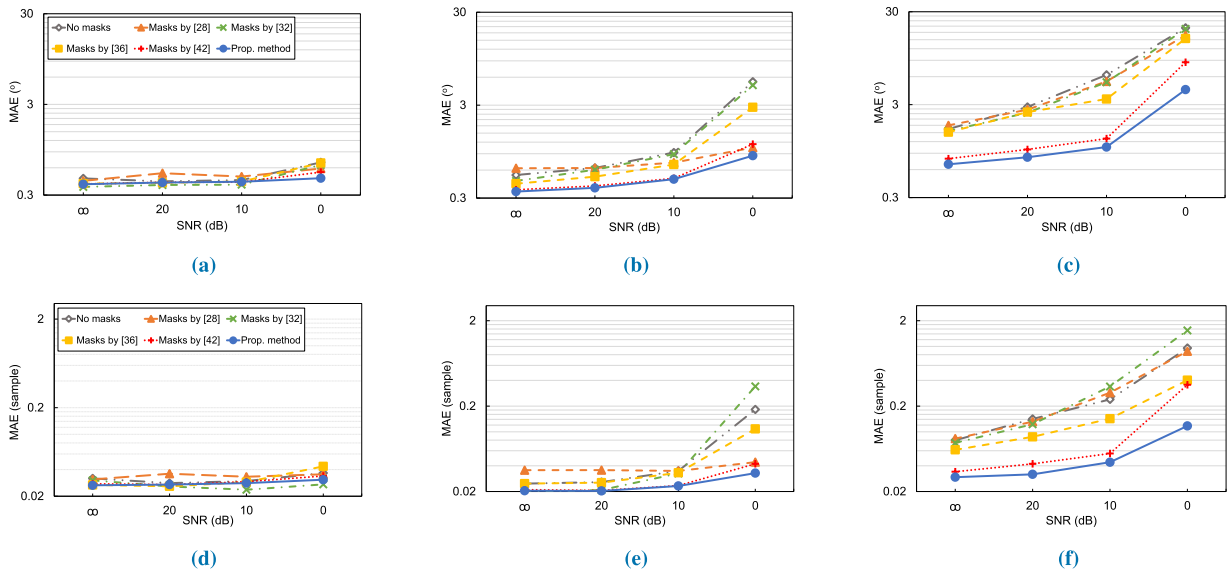 30
3
0.3
MAE (°)
No masks
Masks by [28]
Masks by [32]
Masks by [36]
Masks by [42]
Prop. method
∞ 20 10 0
SNR (dB)
(a)
30
3
0.3
MAE (°)
∞ 20 10 0
SNR (dB)
(b)
30
3
0.3
MAE (°)
∞ 20 10 0
SNR (dB)
(c)
2
0.2
0.02
MAE (sample)
No masks
Masks by [28]
Masks by [32]
Masks by [36]
Masks by [42]
Prop. method
∞ 20 10 0
SNR (dB)
(d)
2
0.2
0.02
MAE (sample)
∞ 20 10 0
SNR (dB)
(e)
2
0.2
0.02
MAE (sample)
∞ 20 10 0
SNR (dB)
(f)